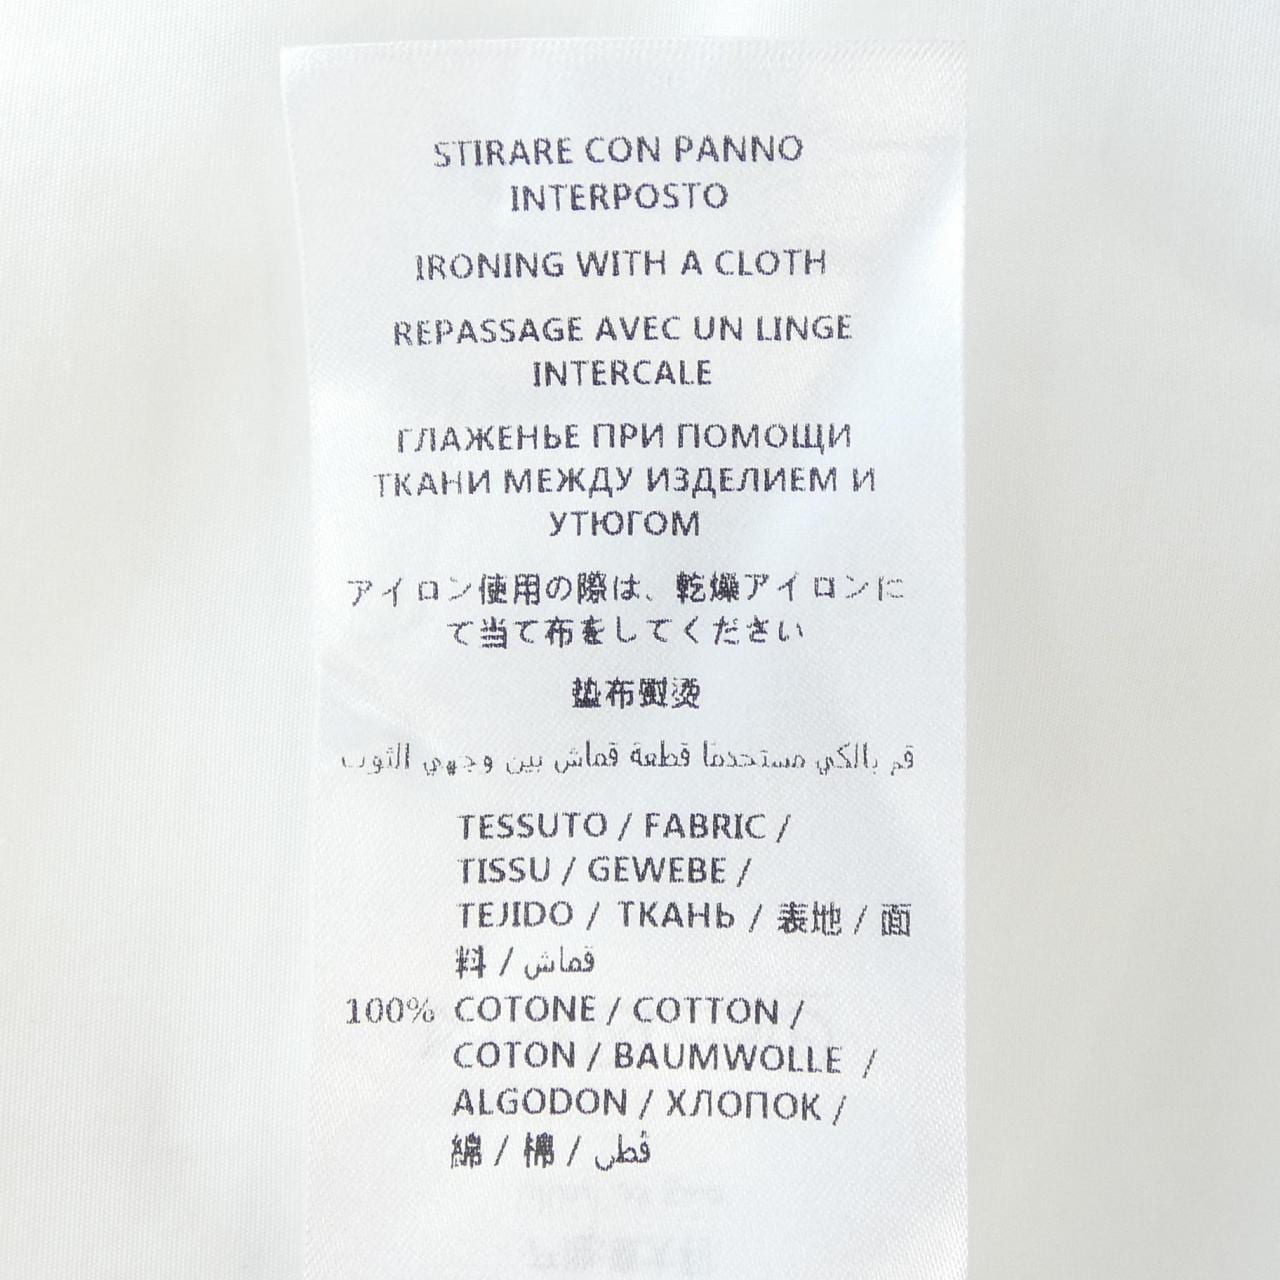 STIRARE CON PANNO
INTERPOSTO
IRONING WITH A CLOTH
REPASSAGE AVEC UN LINGE
INTERCALE
ГЛАЖЕНЬЕ ПРИ ПОМОЩИ
ТКАНИ МЕЖДУ ИЗДЕЛИЕМ И
УТЮГОМ
アイロン使用の際は、乾燥アイロンに
て当て布をしてください
垫布熨烫
قم بالكي مستخدمًا قطعة قماش بين وجهي الثوب
TESSUTO / FABRIC /
TISSU / GEWEBE /
TEJIDO / ТКАНЬ / 表地 / 面
料 / قماش
100% COTONE / COTTON /
COTON / BAUMWOLLE /
ALGODON / ХЛОПОК /
綿 / 棉 / قطن